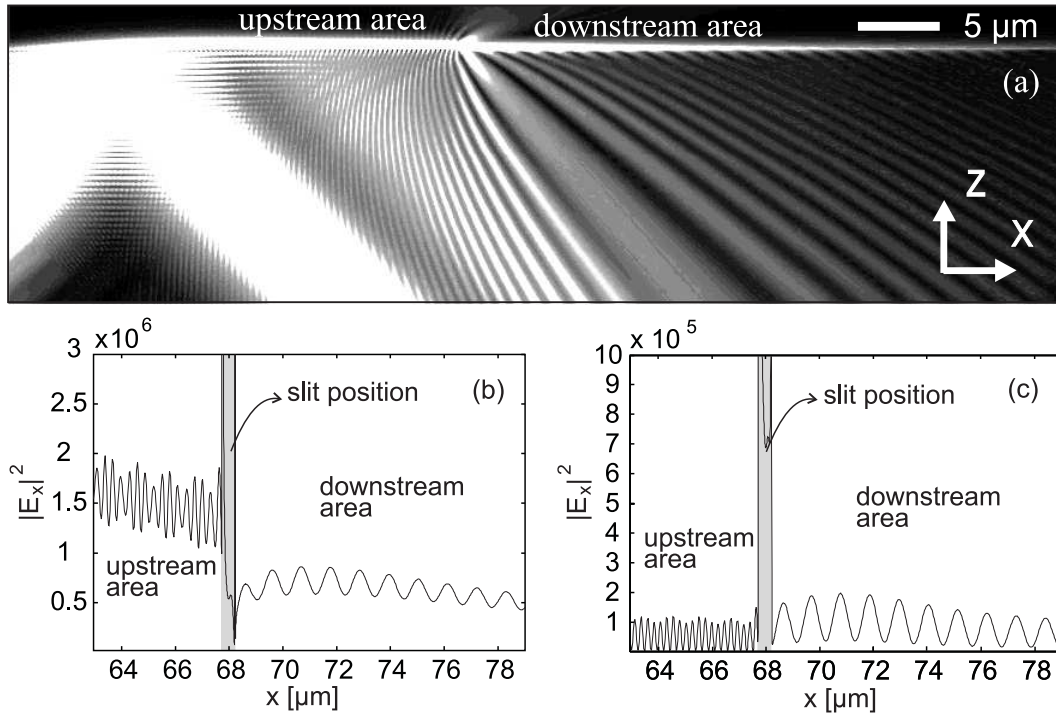 upstream area
downstream area
5 µm
(a)
Z
X
x 10 6
3
2.5
2
1.5
1
0.5
|E x| 2
(b)
slit position
downstream
area
upstream
area
64 66 68 70 72 74 76 78
x [µm]
x 10 5
10
9
8
7
6
5
4
3
2
1
|E x| 2
(c)
slit position
downstream
area
upstream
area
64 66 68 70 72 74 76 78
x [µm]